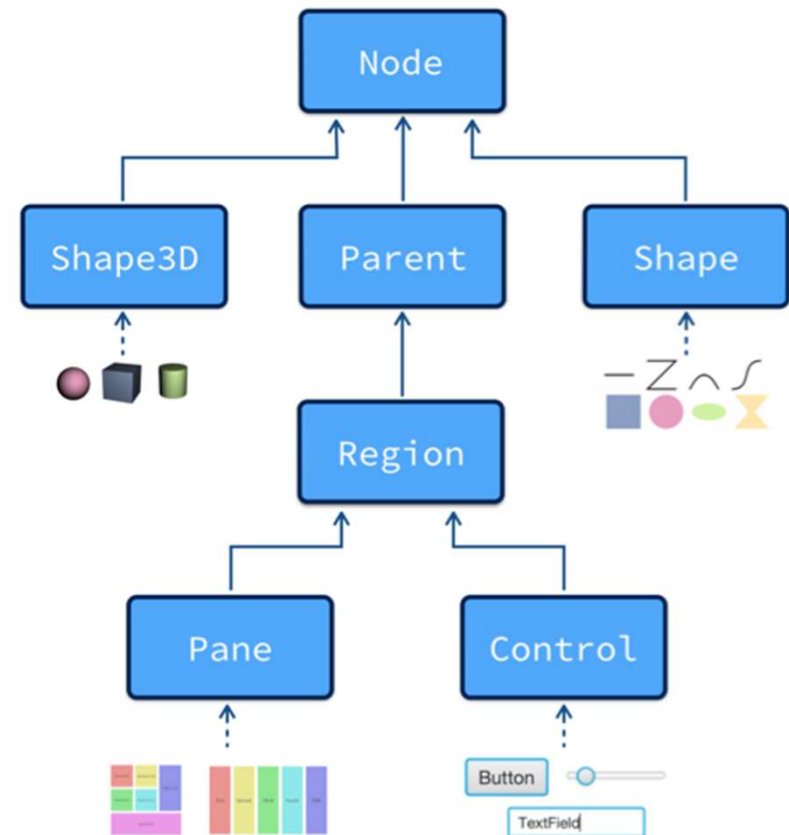 Node
Shape3D
Parent
Shape
Region
Pane
Control
Button
TextField